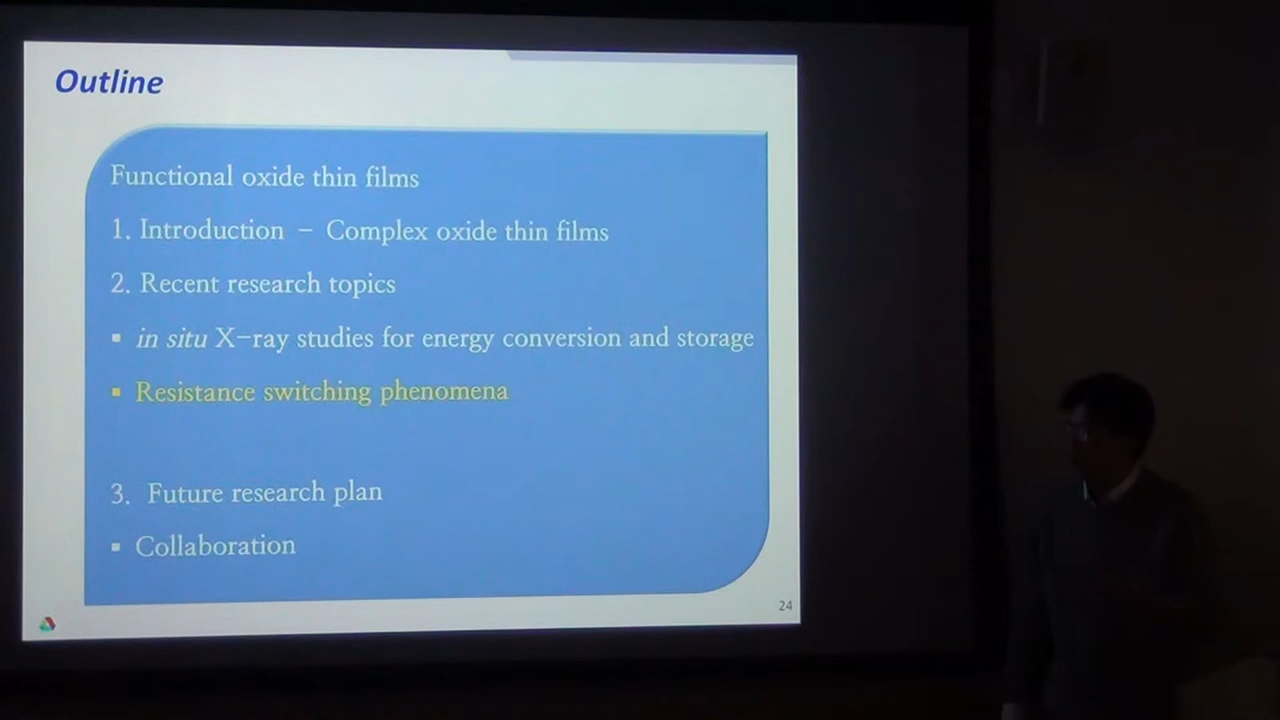 Outline
Functional oxide thin films
1. Introduction – Complex oxide thin films
2. Recent research topics
▪ in situ X-ray studies for energy conversion and storage
▪ Resistance switching phenomena
3. Future research plan
▪ Collaboration
24